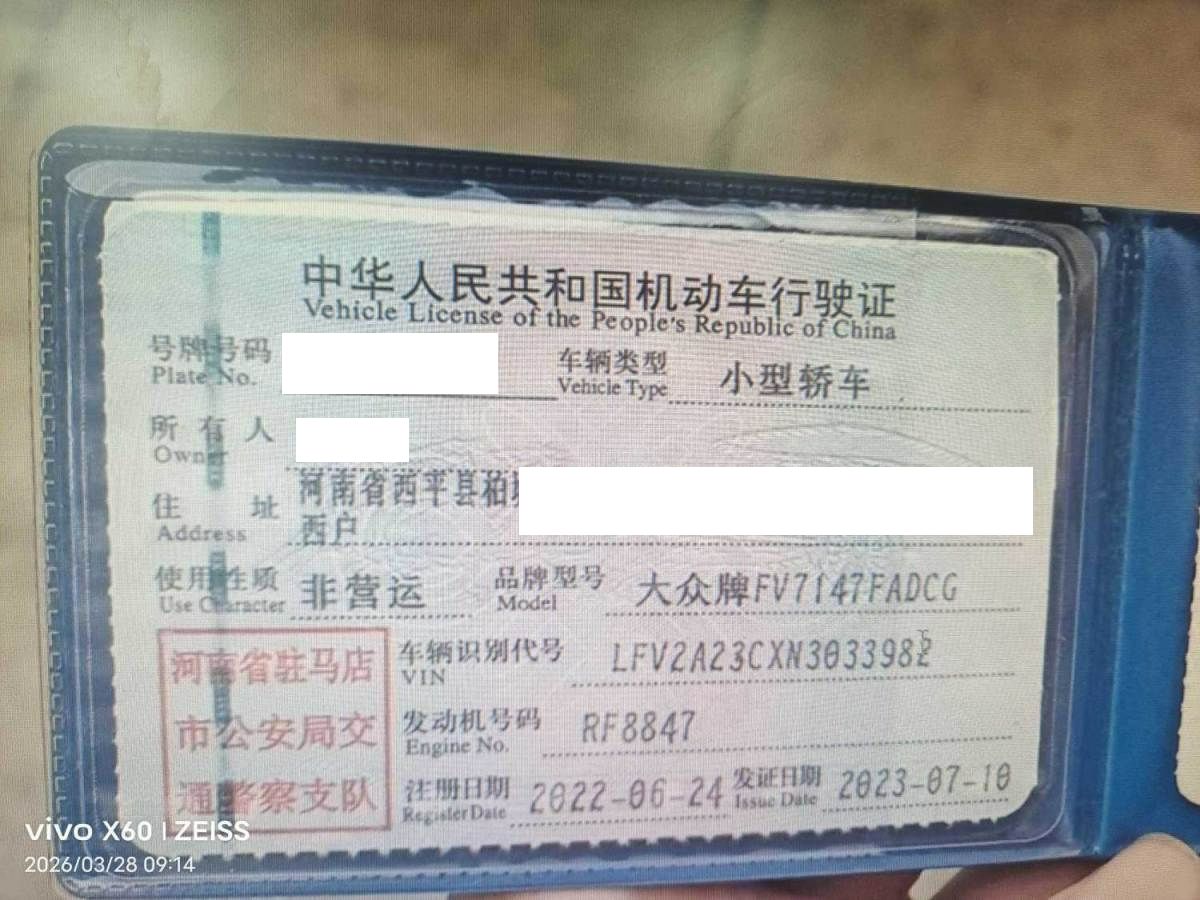 中华人民共和国机动车行驶证
Vehicle License of the People's Republic of China
号牌号码 车辆类型 小型轿车
Plate No. Vehicle Type
所有人
Owner
住址 河南省西平县柏
Address 西户
使用性质 非营运 品牌型号 大众牌FV7147FADCG
Use Character Model
河南省驻马店 车辆识别代号 LFV2A23CXN3033982
VIN
市公安局交 发动机号码 RF8847
Engine No.
通警察支队 注册日期 2022-06-24 发证日期 2023-07-10
Register Date Issue Date
vivo X60 | ZEISS
2026/03/28 09:14